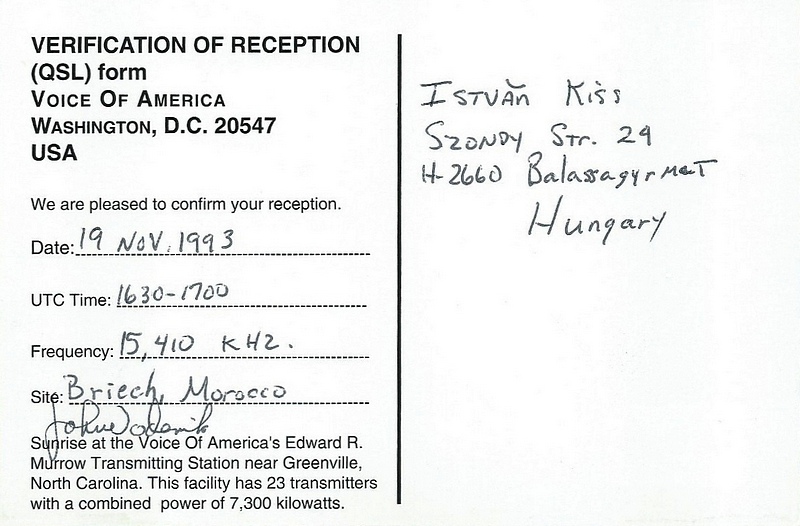 VERIFICATION OF RECEPTION
(QSL) form
VOICE OF AMERICA
WASHINGTON, D.C. 20547
USA
We are pleased to confirm your reception.
Date: 19 NOV. 1993
UTC Time: 1630-1700
Frequency: 15,410 KHZ.
Site: Briech, Morocco
Sunrise at the Voice Of America's Edward R.
Murrow Transmitting Station near Greenville,
North Carolina. This facility has 23 transmitters
with a combined power of 7,300 kilowatts.
ISTVÁN KISS
SZONDY STR. 29
H-2660 Balassagyrmat
Hungary